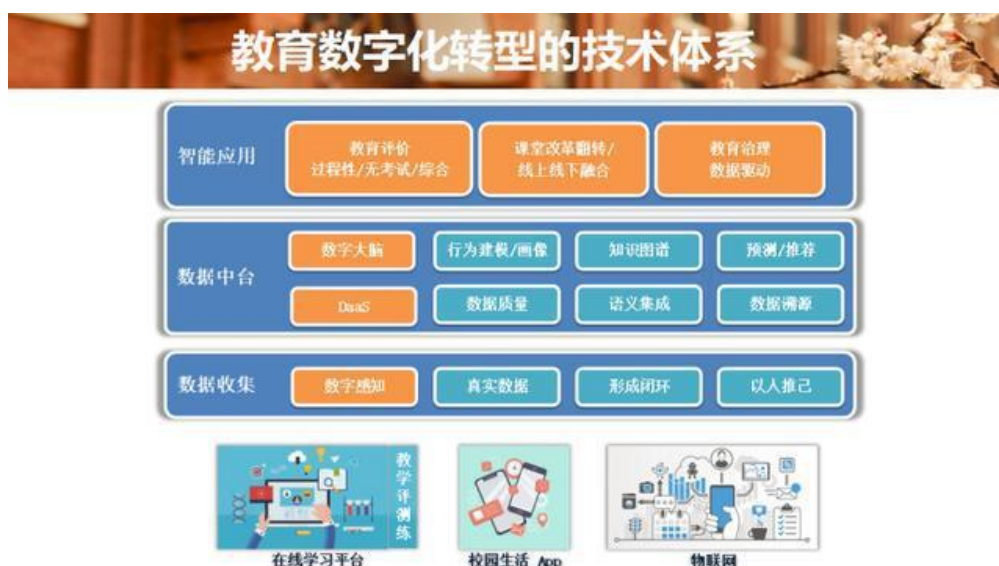 教育数字化转型的技术体系
智能应用
教育评价
过程性/无考试/综合
课堂改革翻转/
线上线下融合
教育治理
数据驱动
数据中台
数字大脑
行为建模/画像
知识图谱
预测/推荐
DaaS
数据质量
语义集成
数据溯源
数据收集
数字感知
真实数据
形成闭环
以人推己
教学评测练
在线学习平台
校园生活 App
物联网